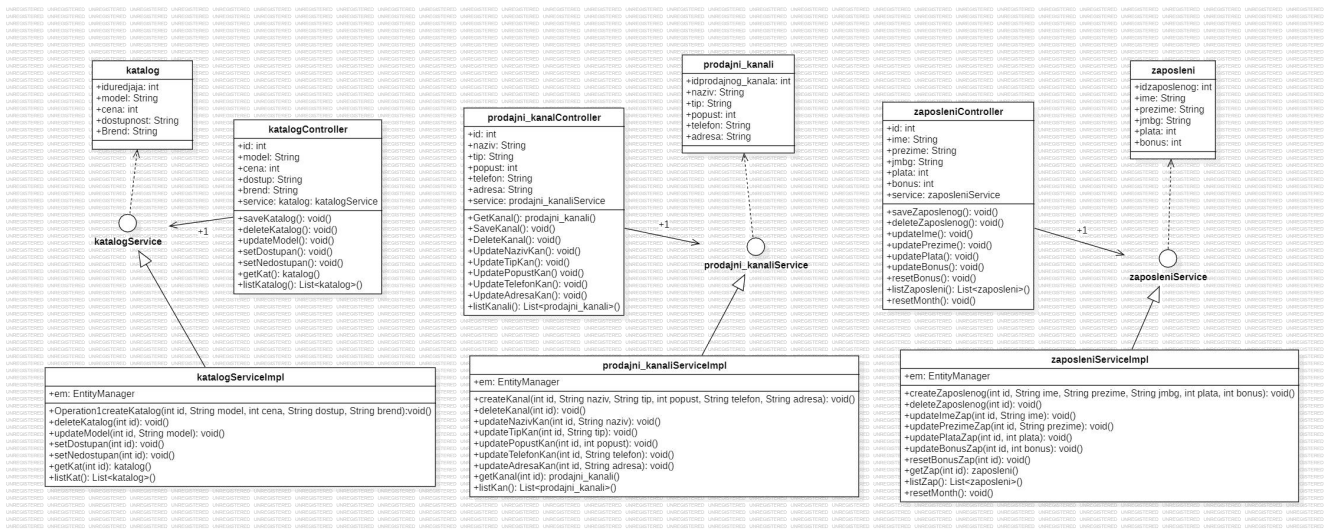 katalog
+iduredjaja: int
+model: String
+cena: int
+dostupnost: String
+Brend: String
katalogController
+id: int
+model: String
+cena: int
+dostup: String
+brend: String
+service: katalog: katalogService
+saveKatalog(): void()
+deleteKatalog(): void()
+updateModel(): void()
+setDostupan(): void()
+setNedostupan(): void()
+getKat(): katalog()
+listKatalog(): List<katalog>()
+1
katalogService
katalogServiceImpl
+em: EntityManager
+Operation1createKatalog(int id, String model, int cena, String dostup, String brend):void()
+deleteKatalog(int id): void()
+updateModel(int id, String model): void()
+setDostupan(int id): void()
+setNedostupan(int id): void()
+getKat(int id): katalog()
+listKat(): List<katalog>()
prodajni_kanali
+idprodajnog_kanala: int
+naziv: String
+tip: String
+popust: int
+telefon: String
+adresa: String
prodajni_kanalController
+id: int
+naziv: String
+tip: String
+popust: int
+telefon: String
+adresa: String
+service: prodajni_kanaliService
+GetKanal(): prodajni_kanali()
+SaveKanal(): void()
+DeleteKanal(): void()
+UpdateNazivKan(): void()
+UpdateTipKan(): void()
+UpdatePopustKan() void()
+UpdateTelefonKan(): void()
+UpdateAdresaKan(): void()
+listKanali(): List<prodajni_kanali>()
+1
prodajni_kanaliService
prodajni_kanaliServiceImpl
+em: EntityManager
+createKanal(int id, String naziv, String tip, int popust, String telefon, String adresa): void()
+deleteKanal(int id): void()
+updateNazivKan(int id, String naziv): void()
+updateTipKan(int id, String tip): void()
+updatePopustKan(int id, int popust): void()
+updateTelefonKan(int id, String telefon): void()
+updateAdresaKan(int id, String adresa): void()
+getKanal(int id): prodajni_kanali()
+listKan(): List<prodajni_kanali>()
zaposleni
+idzaposlenog: int
+ime: String
+prezime: String
+jmbg: String
+plata: int
+bonus: int
zaposleniController
+id: int
+ime: String
+prezime: String
+jmbg: String
+plata: int
+bonus: int
+service: zaposleniService
+saveZaposlenog(): void()
+deleteZaposlenog(): void()
+updateIme(): void()
+updatePrezime(): void()
+updatePlata(): void()
+updateBonus(): void()
+resetBonus(): void()
+listZaposleni(): List<zaposleni>()
+resetMonth(): void()
+1
zaposleniService
zaposleniServiceImpl
+em: EntityManager
+createZaposlenog(int id, String ime, String prezime, String jmbg, int plata, int bonus): void()
+deleteZaposlenog(int id): void()
+updateImeZap(int id, String ime): void()
+updatePrezimeZap(int id, String prezime): void()
+updatePlataZap(int id, int plata): void()
+updateBonusZap(int id, int bonus): void()
+resetBonusZap(int id): void()
+getZap(int id): zaposleni()
+listZap(): List<zaposleni>()
+resetMonth(): void()
UNREGISTERED